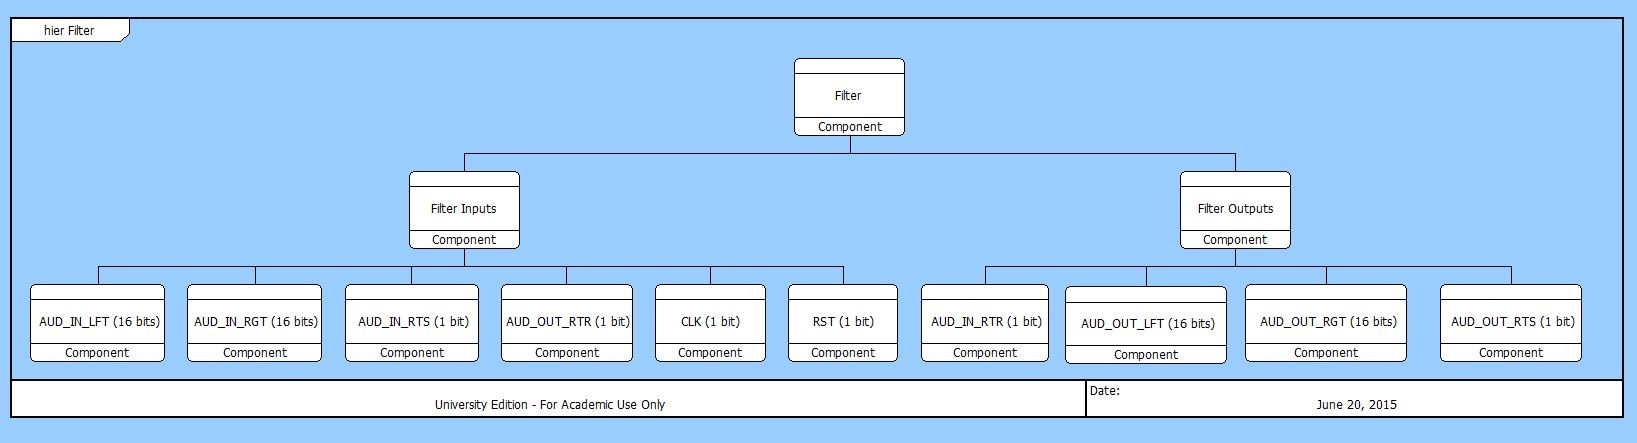 hier Filter
Filter
Component
Filter Inputs
Component
Filter Outputs
Component
AUD_IN_LFT (16 bits)
Component
AUD_IN_RGT (16 bits)
Component
AUD_IN_RTS (1 bit)
Component
AUD_OUT_RTR (1 bit)
Component
CLK (1 bit)
Component
RST (1 bit)
Component
AUD_IN_RTR (1 bit)
Component
AUD_OUT_LFT (16 bits)
Component
AUD_OUT_RGT (16 bits)
Component
AUD_OUT_RTS (1 bit)
Component
University Edition - For Academic Use Only
Date:
June 20, 2015